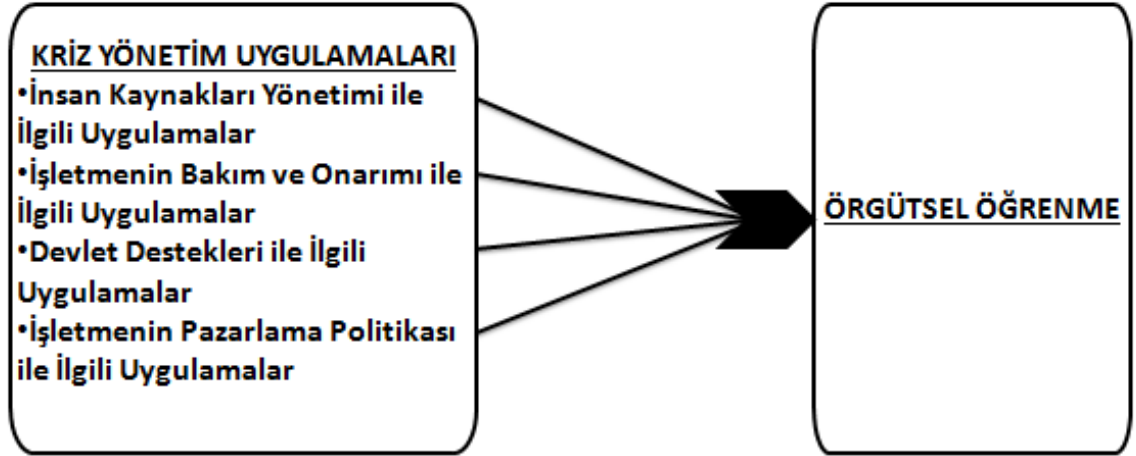 KRİZ YÖNETİM UYGULAMALARI
•İnsan Kaynakları Yönetimi ile
İlgili Uygulamalar
•İşletmenin Bakım ve Onarımı ile
İlgili Uygulamalar
•Devlet Destekleri ile İlgili
Uygulamalar
•İşletmenin Pazarlama Politikası
ile İlgili Uygulamalar
ÖRGÜTSEL ÖĞRENME